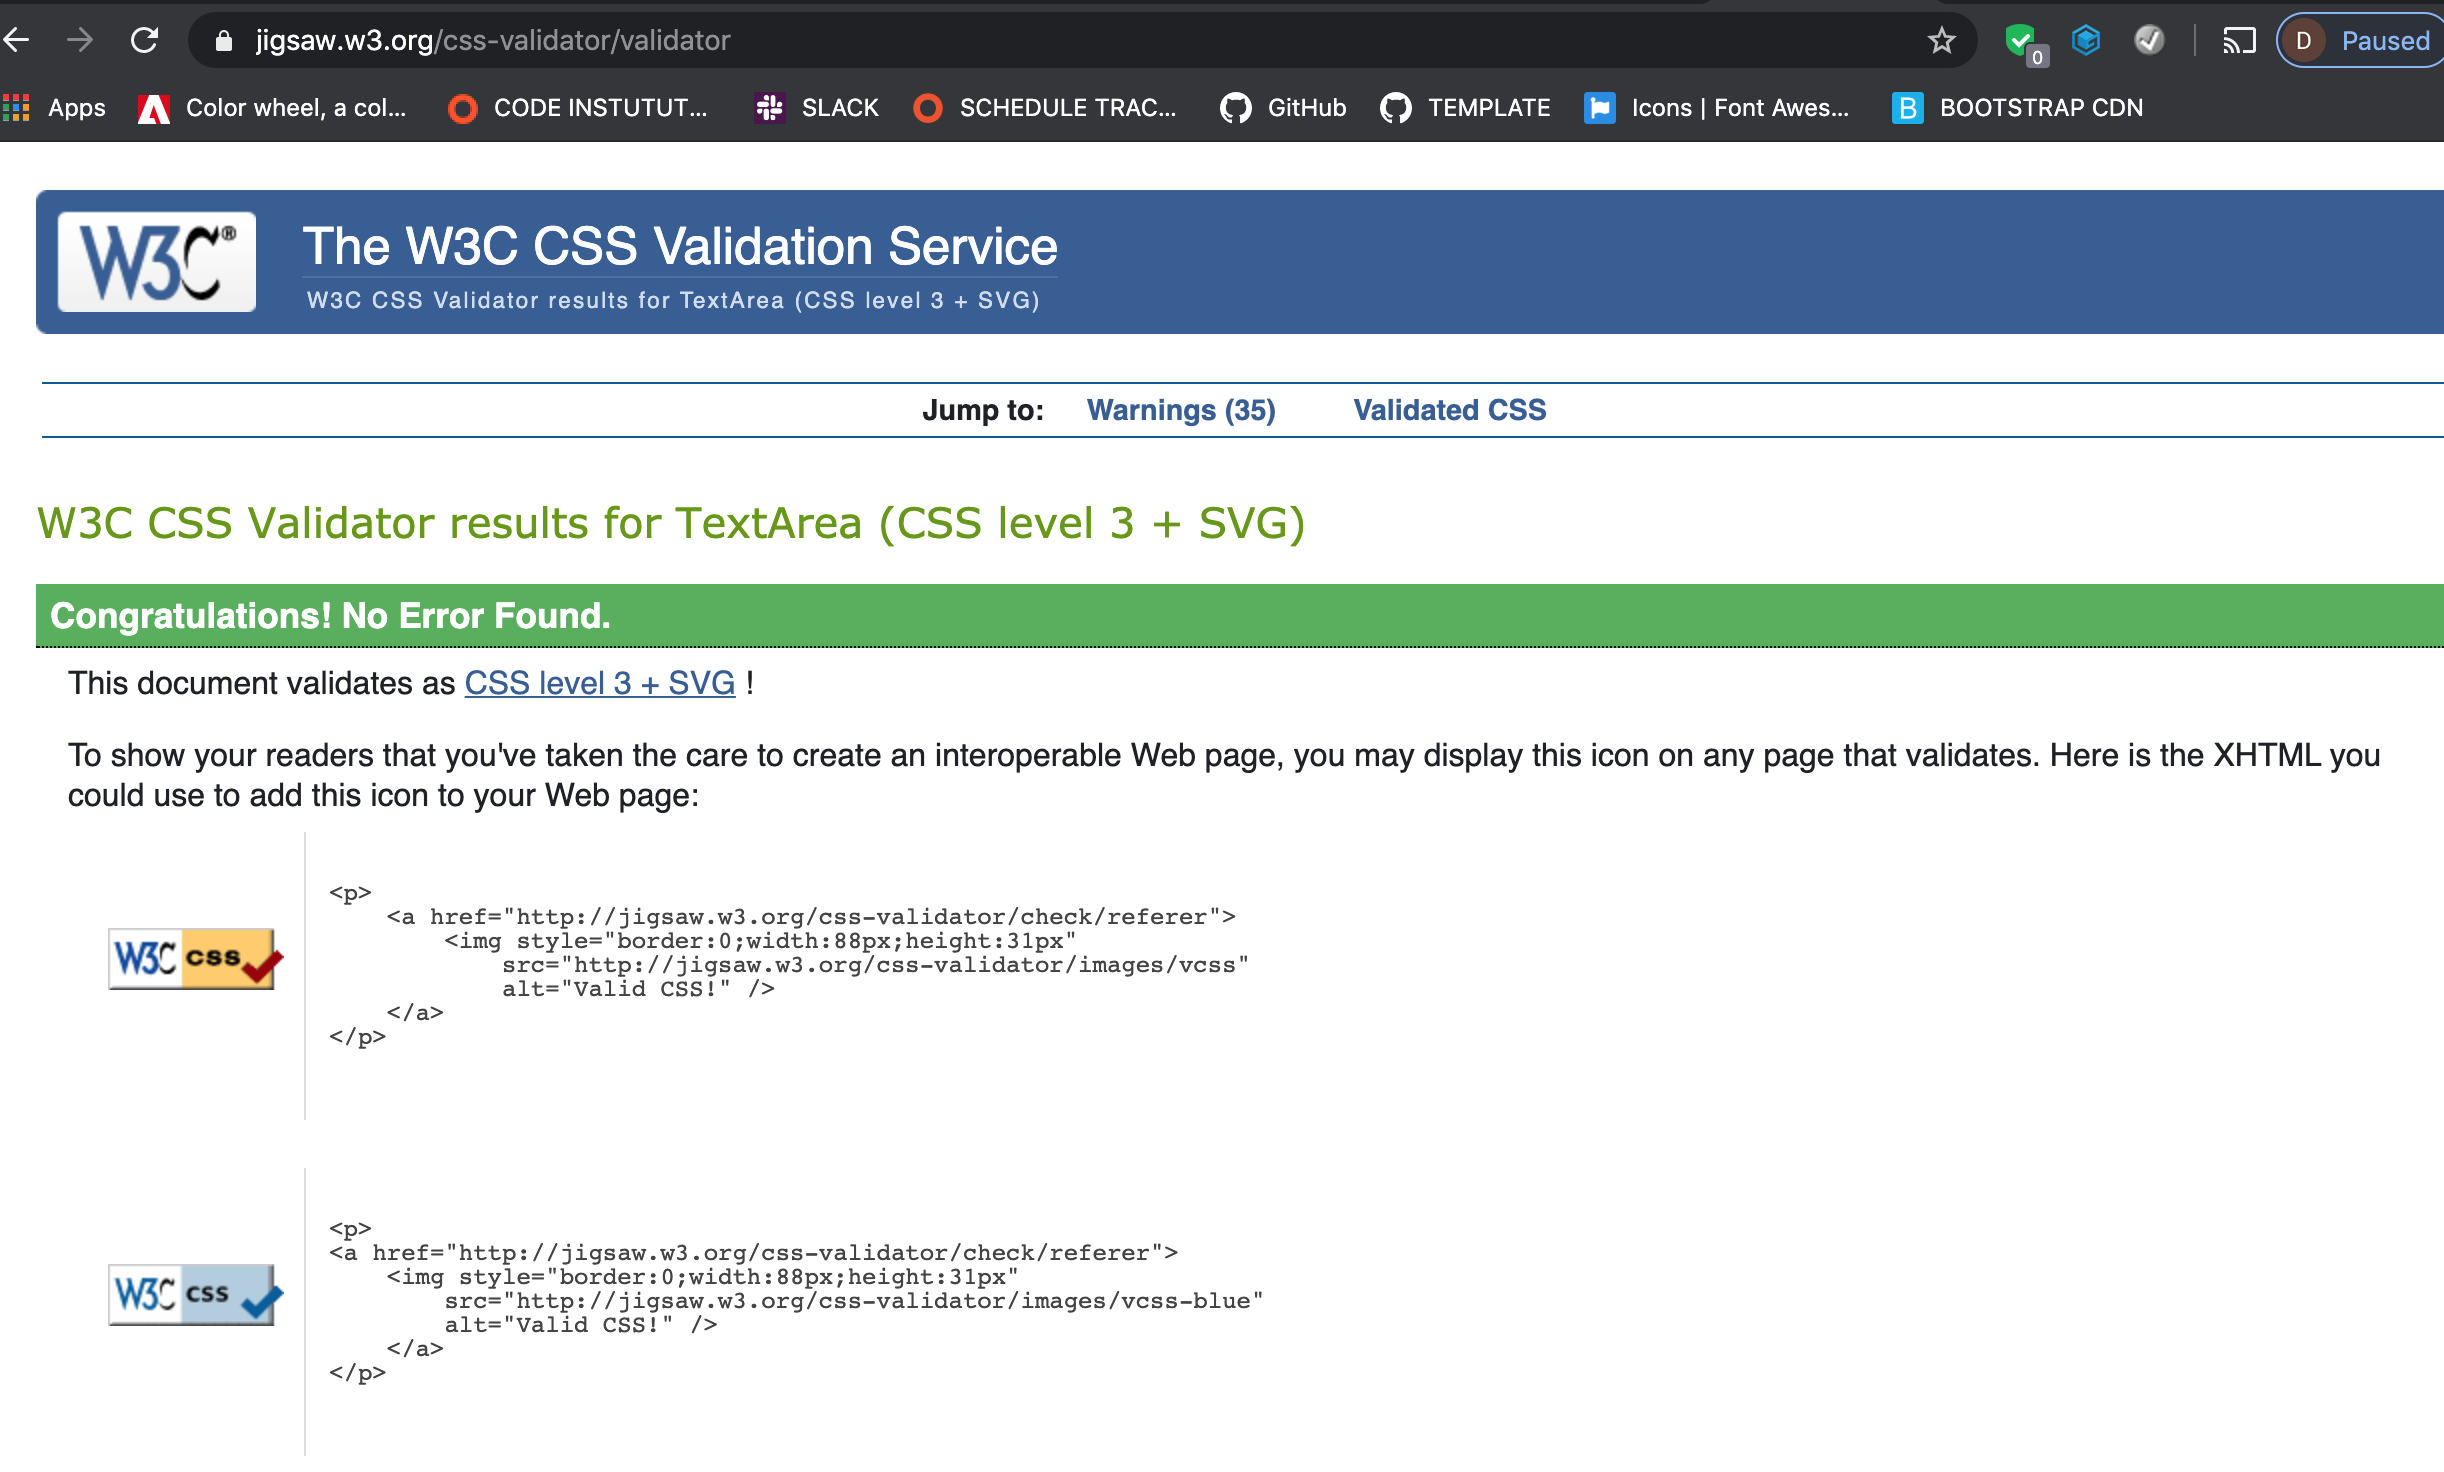 jigsaw.w3.org/css-validator/validator
0
D Paused
Apps Color wheel, a col... CODE INSTUTUT... SLACK SCHEDULE TRAC... GitHub TEMPLATE Icons | Font Awes... B BOOTSTRAP CDN
W3C® The W3C CSS Validation Service
W3C CSS Validator results for TextArea (CSS level 3 + SVG)
Jump to: Warnings (35) Validated CSS
W3C CSS Validator results for TextArea (CSS level 3 + SVG)
Congratulations! No Error Found.
This document validates as CSS level 3 + SVG !
To show your readers that you've taken the care to create an interoperable Web page, you may display this icon on any page that validates. Here is the XHTML you
could use to add this icon to your Web page:
W3C css
<p>
<a href="http://jigsaw.w3.org/css-validator/check/referer">
<img style="border:0;width:88px;height:31px"
src="http://jigsaw.w3.org/css-validator/images/vcss"
alt="Valid CSS!" />
</a>
</p>
W3C css
<p>
<a href="http://jigsaw.w3.org/css-validator/check/referer">
<img style="border:0;width:88px;height:31px"
src="http://jigsaw.w3.org/css-validator/images/vcss-blue"
alt="Valid CSS!" />
</a>
</p>